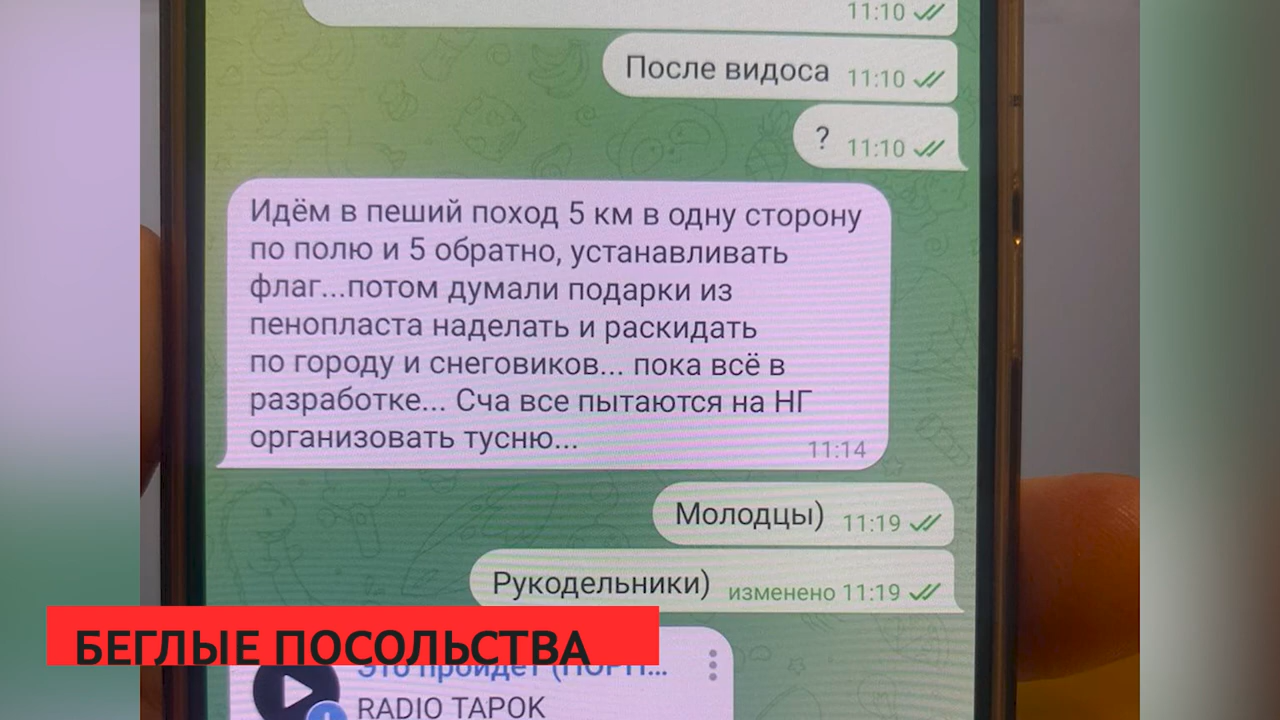 11:10
После видоса 11:10
? 11:10
Идём в пеший поход 5 км в одну сторону
по полю и 5 обратно, устанавливать
флаг...потом думали подарки из
пенопласта наделать и раскидать
по городу и снеговиков... пока всё в
разработке... Сча все пытаются на НГ
организовать тусню...
11:14
Молодцы) 11:19
Рукодельники) изменено 11:19
БЕГЛЫЕ ПОСОЛЬСТВА
Это пройдёт
RADIO TAPOK